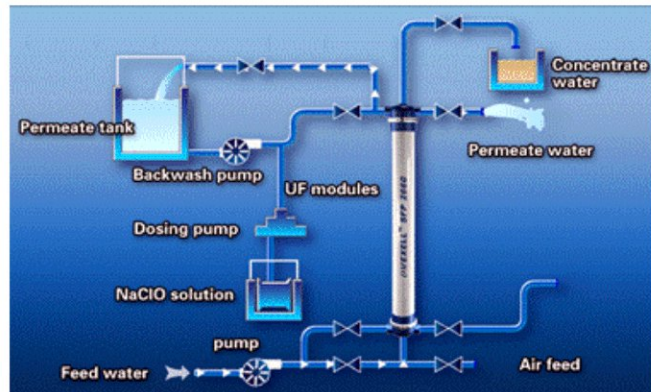 Concentrate
water
Permeate tank
Permeate water
Backwash pump
UF modules
Dosing pump
NaClO solution
pump
Feed water
Air feed